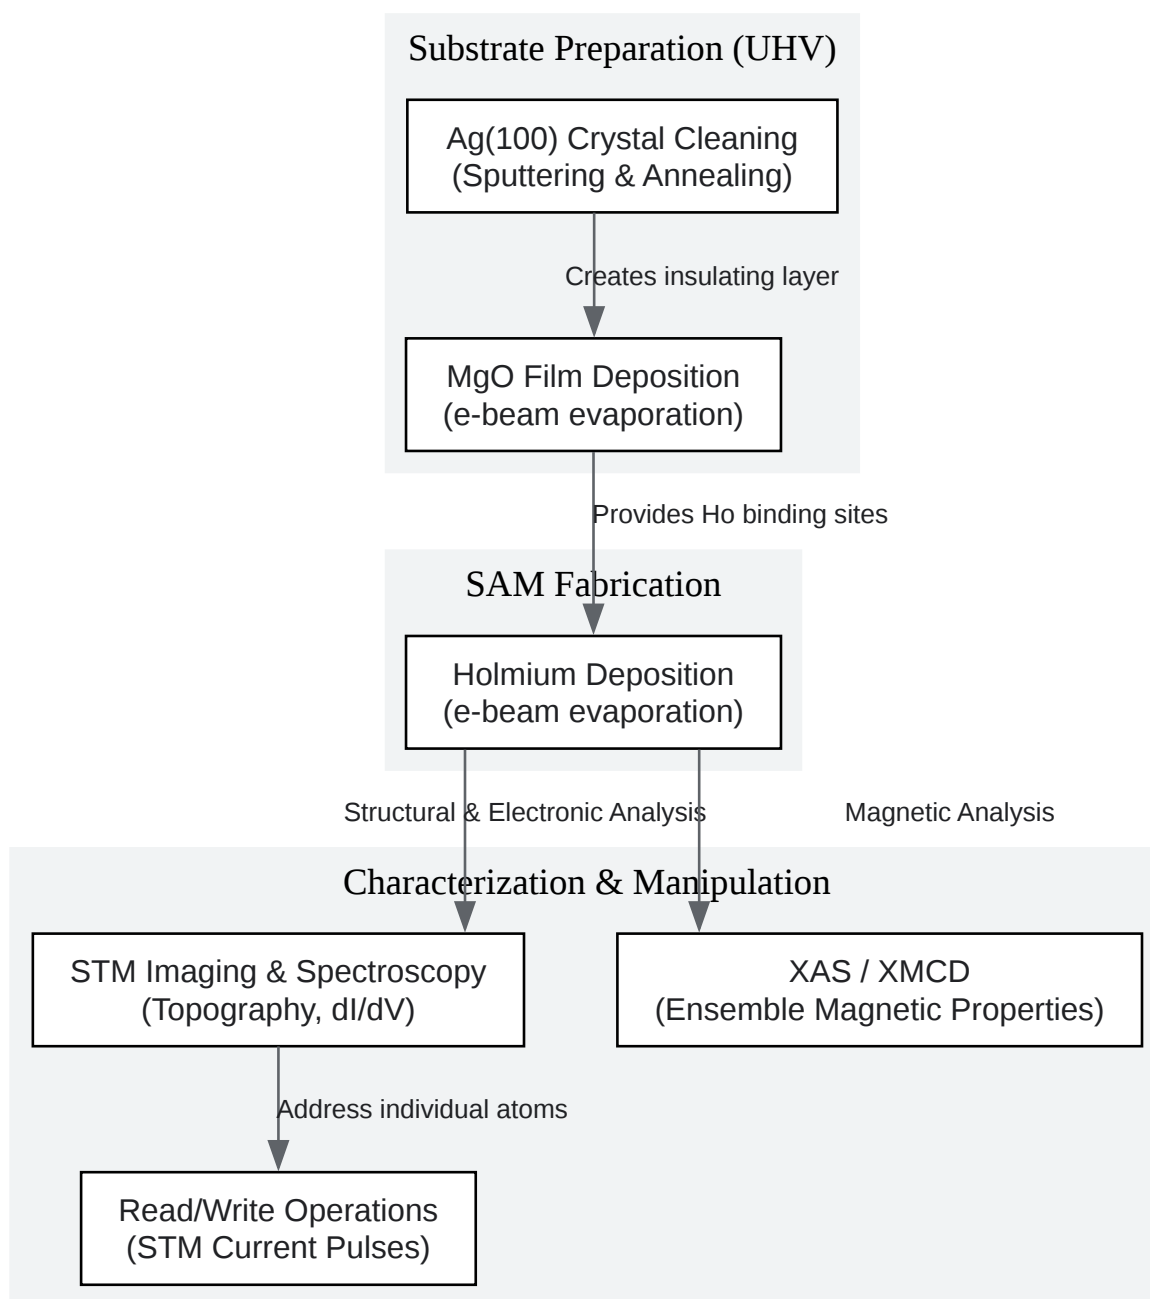 Substrate Preparation (UHV)
Ag(100) Crystal Cleaning
(Sputtering & Annealing)
Creates insulating layer
MgO Film Deposition
(e-beam evaporation)
Provides Ho binding sites
SAM Fabrication
Holmium Deposition
(e-beam evaporation)
Structural & Electronic Analysis
Magnetic Analysis
Characterization & Manipulation
STM Imaging & Spectroscopy
(Topography, dI/dV)
XAS / XMCD
(Ensemble Magnetic Properties)
Address individual atoms
Read/Write Operations
(STM Current Pulses)